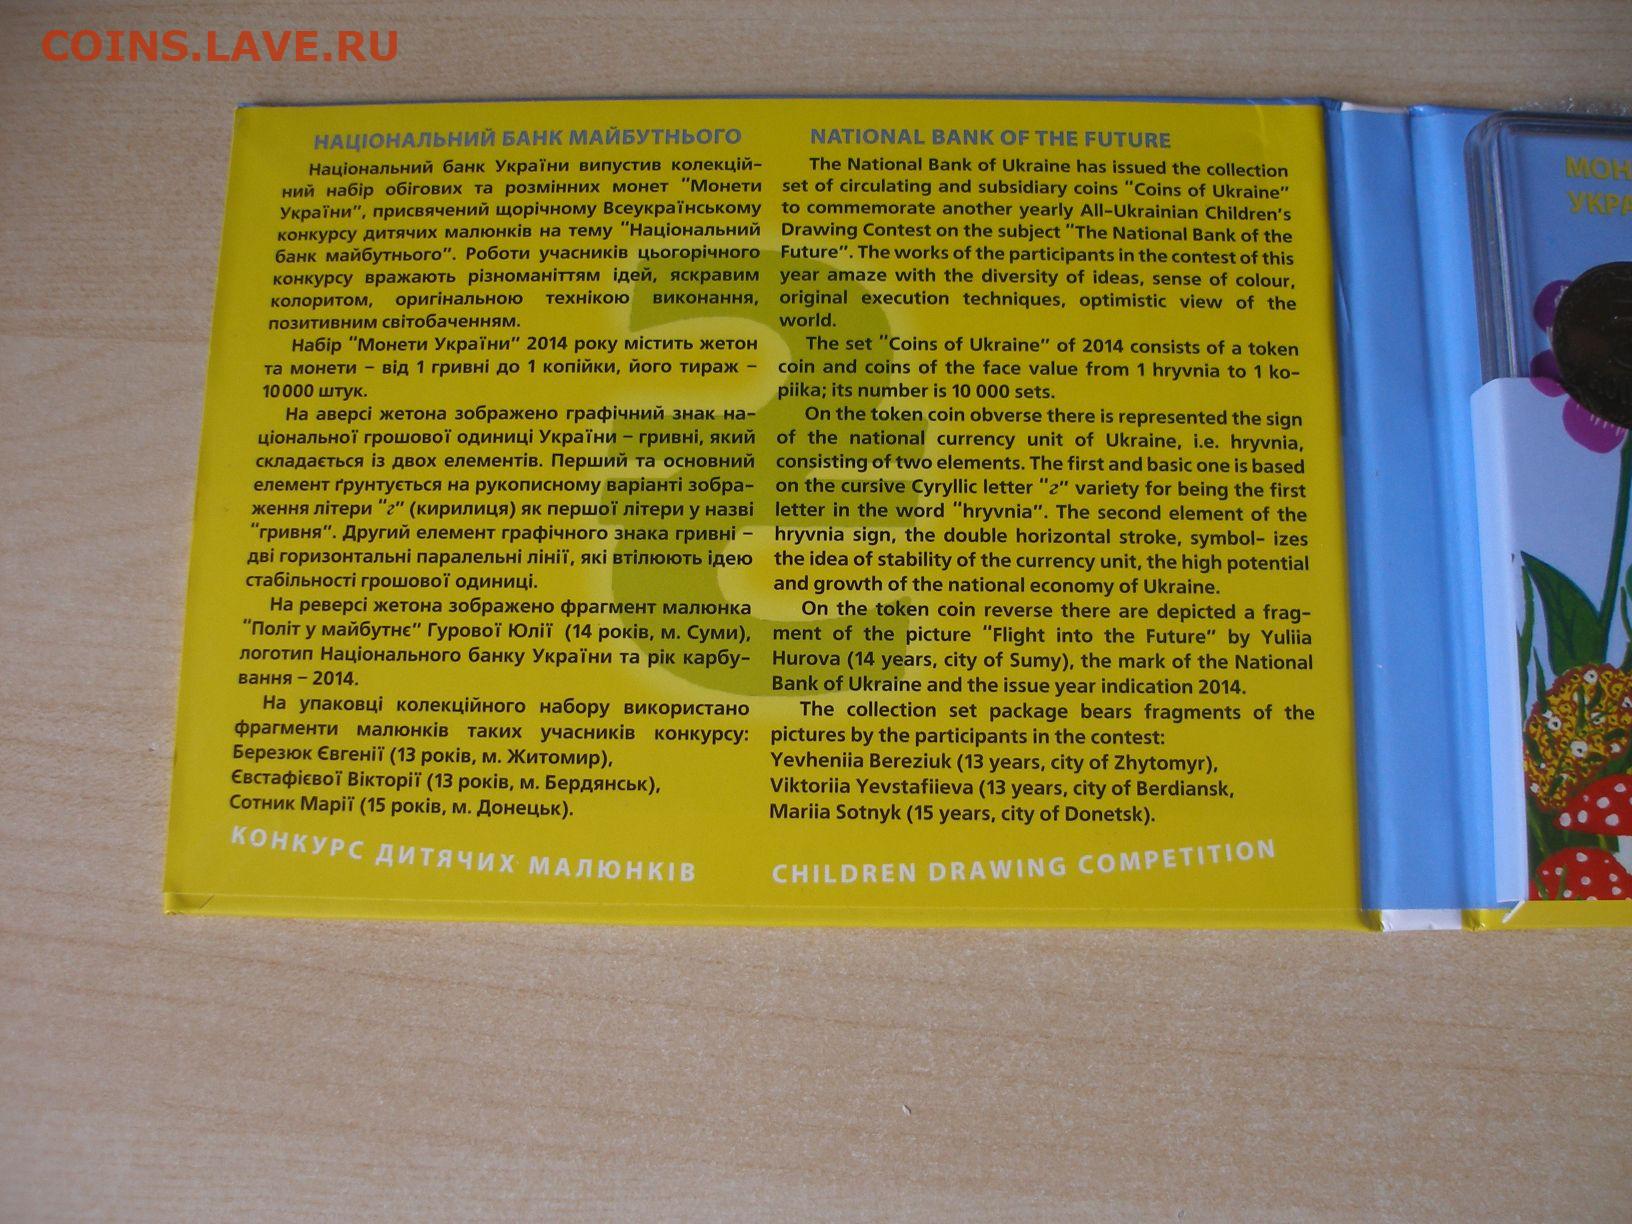 COINS.LAVE.RU
НАЦІОНАЛЬНИЙ БАНК МАЙБУТНЬОГО
Національний банк України випустив колекцій-
ний набір обігових та розмінних монет "Монети
України", присвячений щорічному Всеукраїнському
конкурсу дитячих малюнків на тему "Національний
банк майбутнього". Роботи учасників цьогорічного
конкурсу вражають різноманіттям ідей, яскравим
колоритом, оригінальною технікою виконання,
позитивним світобаченням.
Набір "Монети України" 2014 року містить жетон
та монети – від 1 гривні до 1 копійки, його тираж –
10 000 штук.
На аверсі жетона зображено графічний знак на-
ціональної грошової одиниці України – гривні, який
складається із двох елементів. Перший та основний
елемент ґрунтується на рукописному варіанті зобра-
ження літери "г" (кирилиця) як першої літери у назві
"гривня". Другий елемент графічного знака гривні –
дві горизонтальні паралельні лінії, які втілюють ідею
стабільності грошової одиниці.
На реверсі жетона зображено фрагмент малюнка
"Політ у майбутнє" Гурової Юлії (14 років, м. Суми),
логотип Національного банку України та рік карбу-
вання – 2014.
На упаковці колекційного набору використано
фрагменти малюнків таких учасників конкурсу:
Березюк Євгенії (13 років, м. Житомир),
Євстафієвої Вікторії (13 років, м. Бердянськ),
Сотник Марії (15 років, м. Донецьк).
КОНКУРС ДИТЯЧИХ МАЛЮНКІВ
NATIONAL BANK OF THE FUTURE
The National Bank of Ukraine has issued the collection
set of circulating and subsidiary coins "Coins of Ukraine"
to commemorate another yearly All-Ukrainian Children's
Drawing Contest on the subject "The National Bank of the
Future". The works of the participants in the contest of this
year amaze with the diversity of ideas, sense of colour,
original execution techniques, optimistic view of the
world.
The set "Coins of Ukraine" of 2014 consists of a token
coin and coins of the face value from 1 hryvnia to 1 ko-
piika; its number is 10 000 sets.
On the token coin obverse there is represented the sign
of the national currency unit of Ukraine, i.e. hryvnia,
consisting of two elements. The first and basic one is based
on the cursive Cyryllic letter "г" variety for being the first
letter in the word "hryvnia". The second element of the
hryvnia sign, the double horizontal stroke, symbol- izes
the idea of stability of the currency unit, the high potential
and growth of the national economy of Ukraine.
On the token coin reverse there are depicted a frag-
ment of the picture "Flight into the Future" by Yuliia
Hurova (14 years, city of Sumy), the mark of the National
Bank of Ukraine and the issue year indication 2014.
The collection set package bears fragments of the
pictures by the participants in the contest:
Yevheniia Bereziuk (13 years, city of Zhytomyr),
Viktoriia Yevstafiieva (13 years, city of Berdiansk,
Mariia Sotnyk (15 years, city of Donetsk).
CHILDREN DRAWING COMPETITION